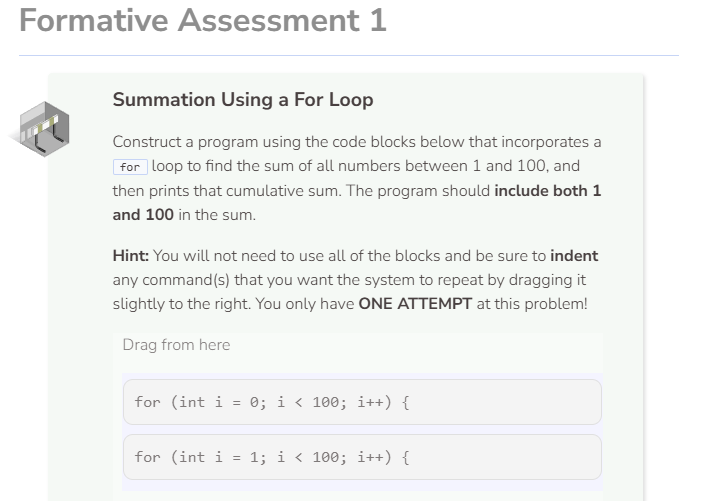 Formative Assessment 1
Summation Using a For Loop
Construct a program using the code blocks below that incorporates a
for loop to find the sum of all numbers between 1 and 100, and
then prints that cumulative sum. The program should include both 1
and 100 in the sum.
Hint: You will not need to use all of the blocks and be sure to indent
any command(s) that you want the system to repeat by dragging it
slightly to the right. You only have ONE ATTEMPT at this problem!
Drag from here
for (int i = 0; i < 100; i++) {
for (int i = 1; i < 100; i++) {